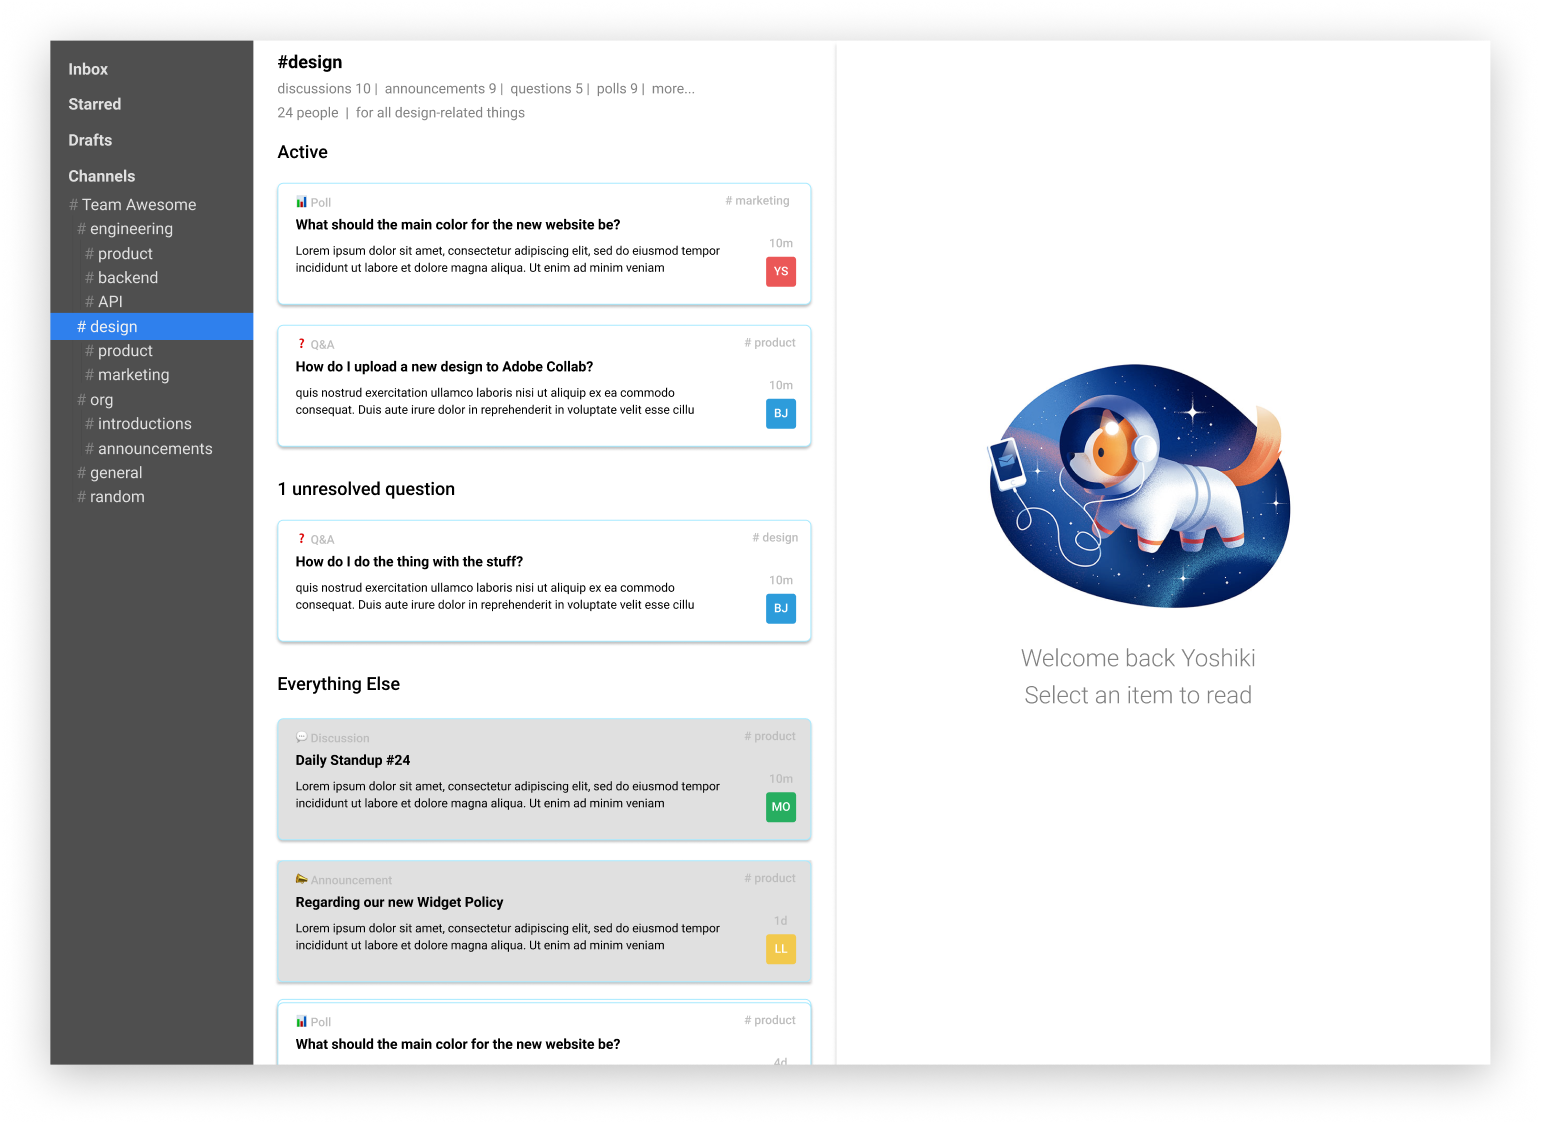 Inbox
Starred
Drafts
Channels
# Team Awesome
# engineering
# product
# backend
# API
# design
# product
# marketing
# org
# introductions
# announcements
# general
# random
#design
discussions 10 | announcements 9 | questions 5 | polls 9 | more...
24 people | for all design-related things
Active
Poll
# marketing
What should the main color for the new website be?
Lorem ipsum dolor sit amet, consectetur adipiscing elit, sed do eiusmod tempor
incididunt ut labore et dolore magna aliqua. Ut enim ad minim veniam
10m
YS
? Q&A
# product
How do I upload a new design to Adobe Collab?
quis nostrud exercitation ullamco laboris nisi ut aliquip ex ea commodo
consequat. Duis aute irure dolor in reprehenderit in voluptate velit esse cillu
10m
BJ
1 unresolved question
? Q&A
# design
How do I do the thing with the stuff?
quis nostrud exercitation ullamco laboris nisi ut aliquip ex ea commodo
consequat. Duis aute irure dolor in reprehenderit in voluptate velit esse cillu
10m
BJ
Everything Else
Discussion
# product
Daily Standup #24
Lorem ipsum dolor sit amet, consectetur adipiscing elit, sed do eiusmod tempor
incididunt ut labore et dolore magna aliqua. Ut enim ad minim veniam
10m
MO
Announcement
# product
Regarding our new Widget Policy
Lorem ipsum dolor sit amet, consectetur adipiscing elit, sed do eiusmod tempor
incididunt ut labore et dolore magna aliqua. Ut enim ad minim veniam
1d
LL
Poll
# product
What should the main color for the new website be?
4d
Welcome back Yoshiki
Select an item to read